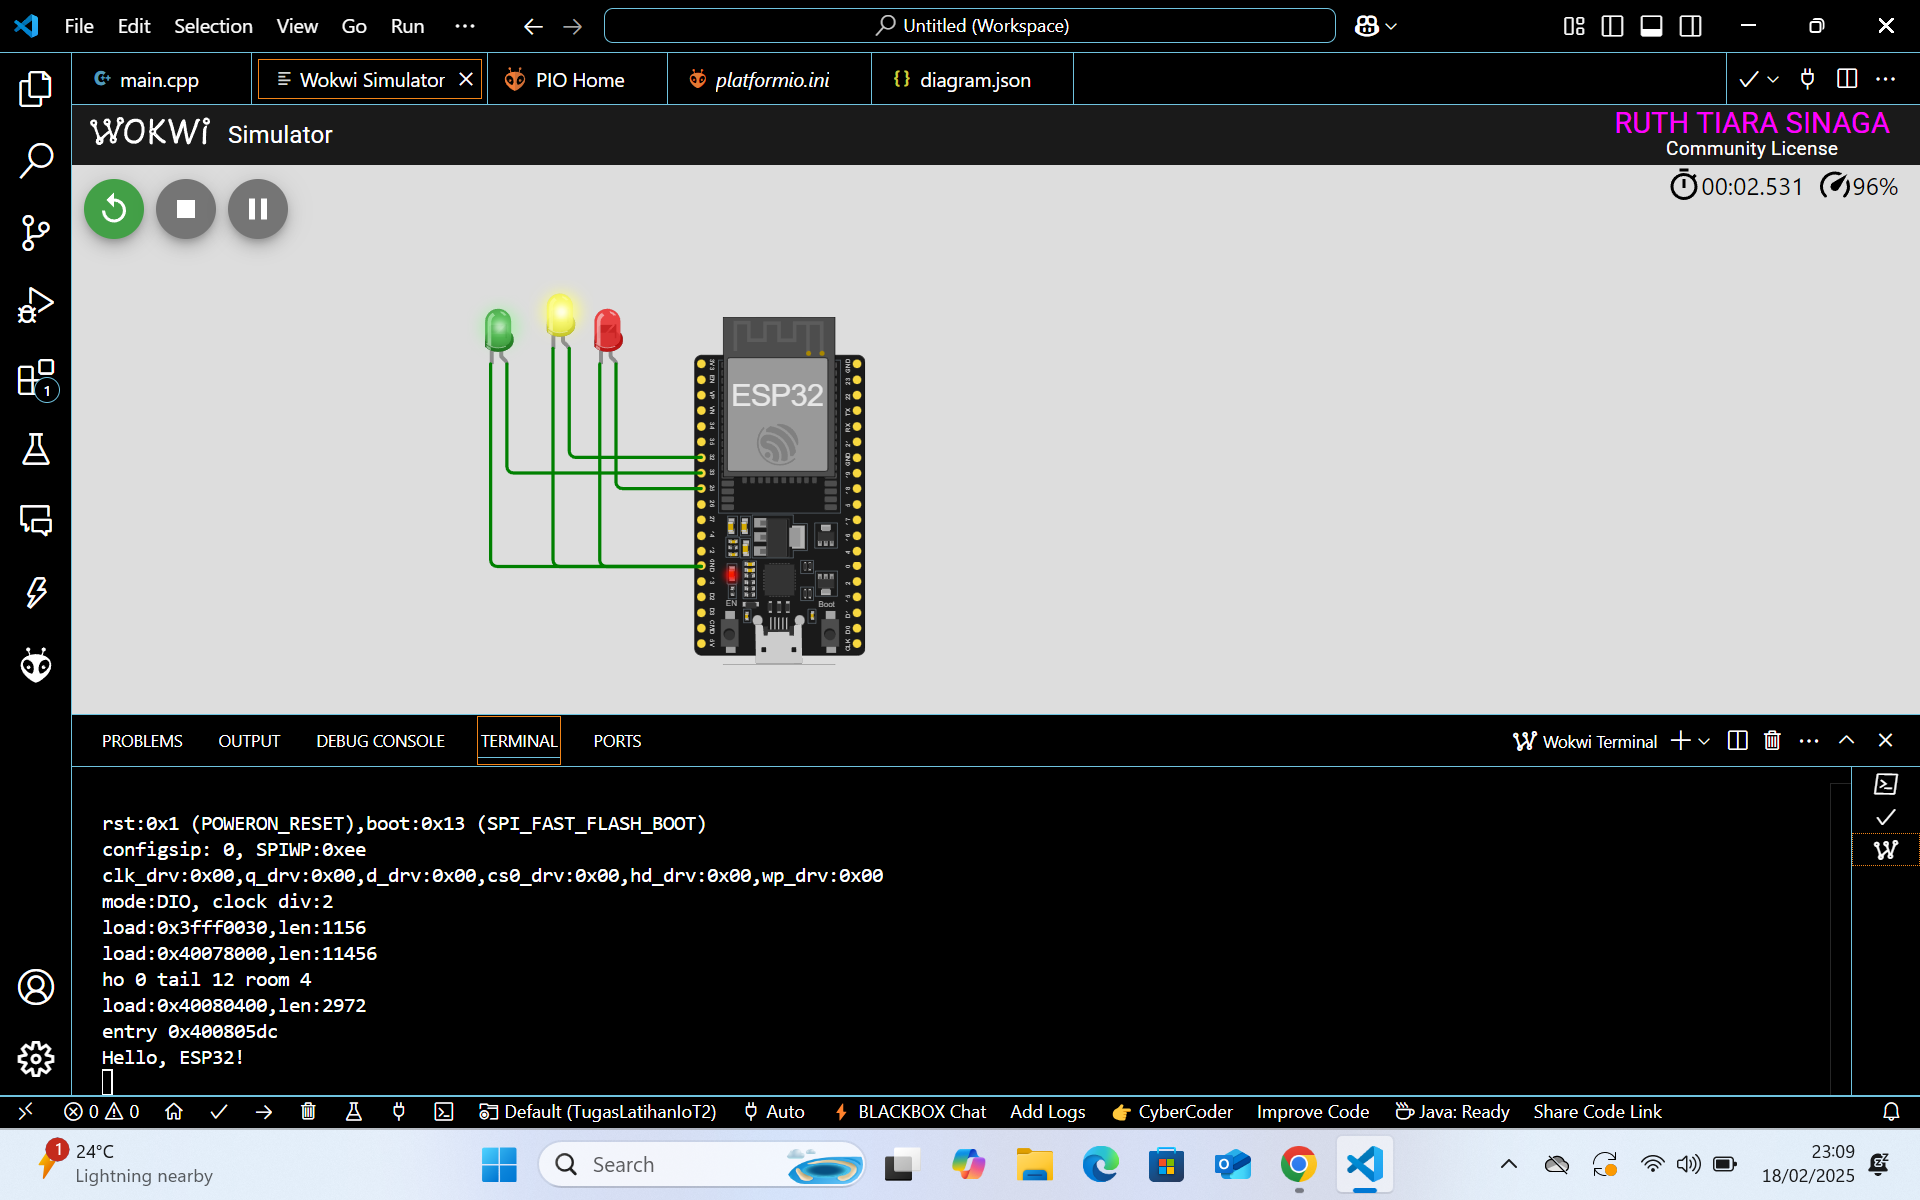 File Edit Selection View Go Run ··· Untitled (Workspace)
main.cpp Wokwi Simulator PIO Home platformio.ini diagram.json
WOKWi Simulator
RUTH TIARA SINAGA
Community License
00:02.531 96%
1
ESP32
EN Boot
PROBLEMS OUTPUT DEBUG CONSOLE TERMINAL PORTS Wokwi Terminal
rst:0x1 (POWERON_RESET),boot:0x13 (SPI_FAST_FLASH_BOOT)
configsip: 0, SPIWP:0xee
clk_drv:0x00,q_drv:0x00,d_drv:0x00,cs0_drv:0x00,hd_drv:0x00,wp_drv:0x00
mode:DIO, clock div:2
load:0x3fff0030,len:1156
load:0x40078000,len:11456
ho 0 tail 12 room 4
load:0x40080400,len:2972
entry 0x400805dc
Hello, ESP32!
0 0 Default (TugasLatihanIoT2) Auto BLACKBOX Chat Add Logs CyberCoder Improve Code Java: Ready Share Code Link
1 24°C
Lightning nearby
Search
23:09
18/02/2025